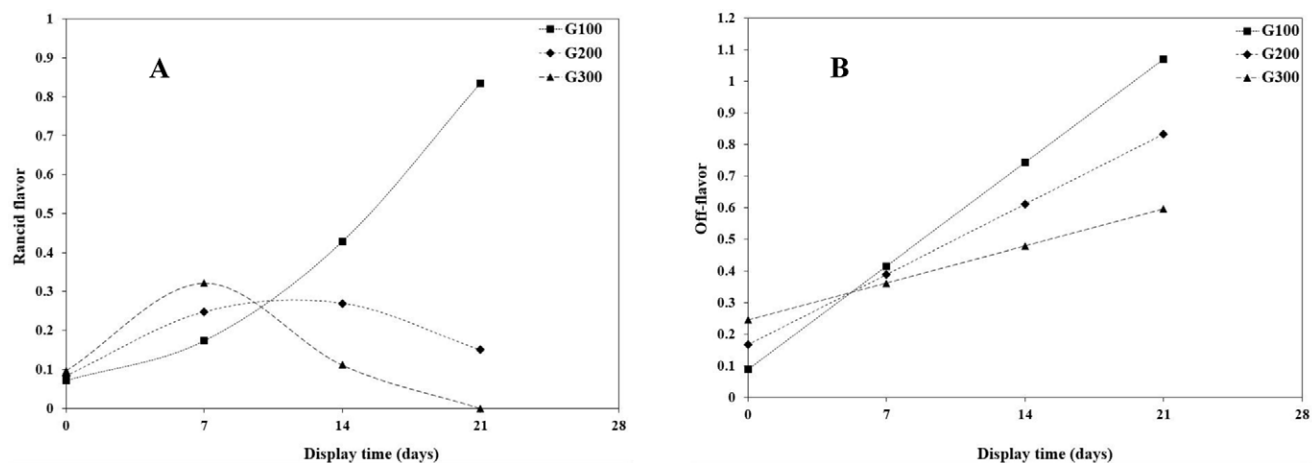 A
G100
G200
G300
Rancid flavor
1
0.9
0.8
0.7
0.6
0.5
0.4
0.3
0.2
0.1
0
0 7 14 21 28
Display time (days)
B
G100
G200
G300
Off-flavor
1.2
1.1
1
0.9
0.8
0.7
0.6
0.5
0.4
0.3
0.2
0.1
0
0 7 14 21 28
Display time (days)